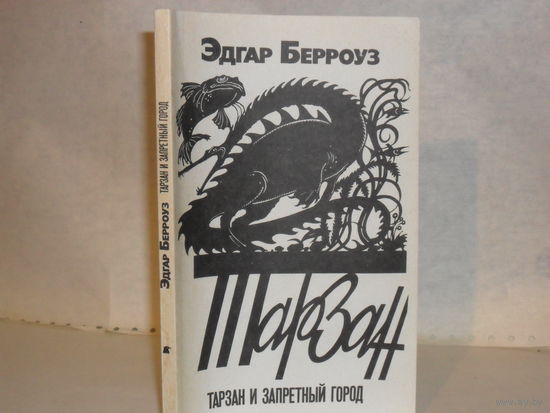 ЭДГАР БЕРРОУЗ
ТАРЗАН
ТАРЗАН И ЗАПРЕТНЫЙ ГОРОД
ЭДГАР БЕРРОУЗ ТАРЗАН И ЗАПРЕТНЫЙ ГОРОД